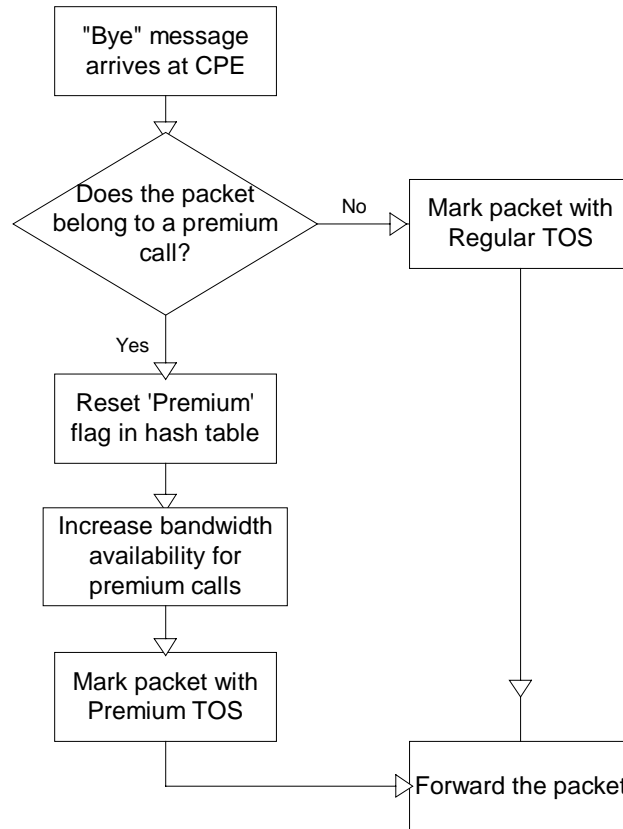 "Bye" message
arrives at CPE
Does the packet
belong to a premium
call?
No
Mark packet with
Regular TOS
Yes
Reset 'Premium'
flag in hash table
Increase bandwidth
availability for
premium calls
Mark packet with
Premium TOS
Forward the packet